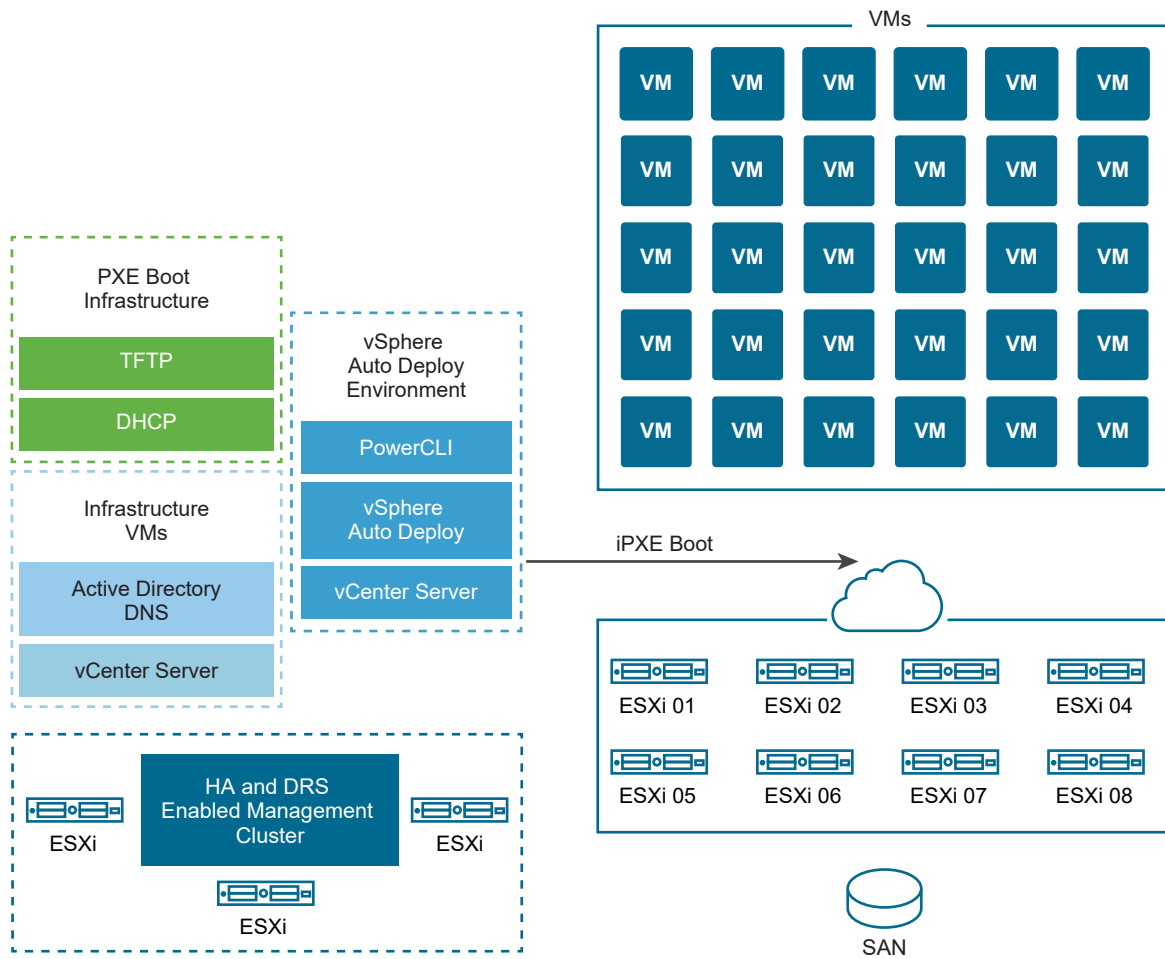 VMs
VM VM VM VM VM VM
VM VM VM VM VM VM
VM VM VM VM VM VM
VM VM VM VM VM VM
VM VM VM VM VM VM
PXE Boot
Infrastructure
TFTP
DHCP
Infrastructure
VMs
Active Directory
DNS
vCenter Server
vSphere
Auto Deploy
Environment
PowerCLI
vSphere
Auto Deploy
vCenter Server
iPXE Boot
ESXi 01 ESXi 02 ESXi 03 ESXi 04
ESXi 05 ESXi 06 ESXi 07 ESXi 08
HA and DRS
Enabled Management
Cluster
ESXi
ESXi
ESXi
SAN